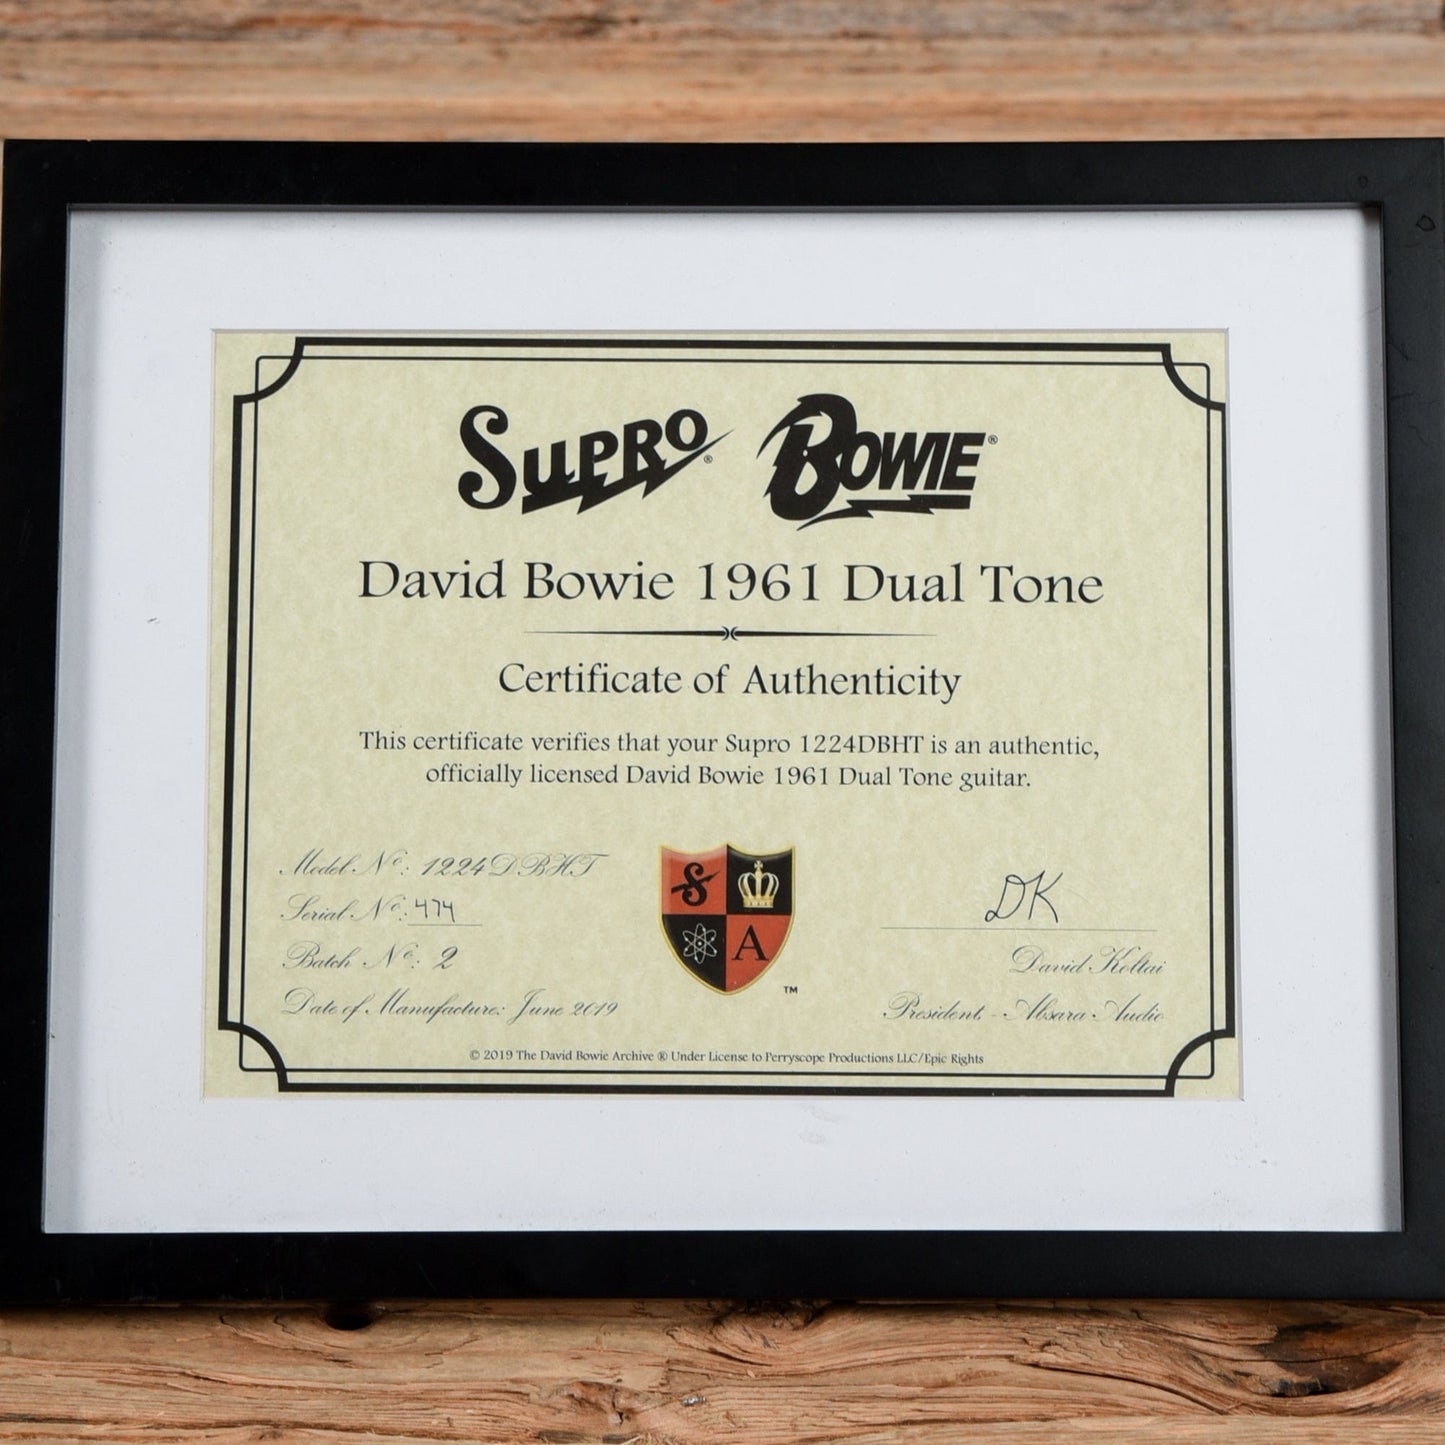 SUPRO® BOWIE®
David Bowie 1961 Dual Tone
Certificate of Authenticity
This certificate verifies that your Supro 1224DBHT is an authentic,
officially licensed David Bowie 1961 Dual Tone guitar.
Model No: 1224DBHT
Serial No: 474
Batch No: 2
Date of Manufacture: June 2019
S
A
TM
DK
David Koltai
President - Absara Audio
© 2019 The David Bowie Archive ® Under License to Perryscope Productions LLC/Epic Rights